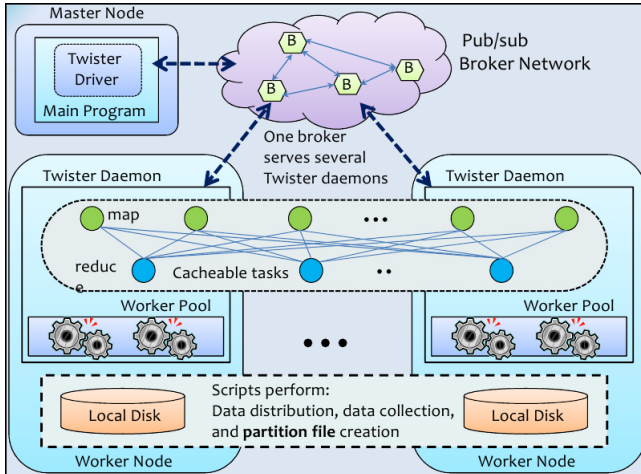 Master Node
Twister
Driver
Main Program
B
B
B
B
Pub/sub
Broker Network
One broker
serves several
Twister daemons
Twister Daemon
Twister Daemon
map
...
reduc
e
Cacheable tasks
..
Worker Pool
Worker Pool
...
Scripts perform:
Data distribution, data collection,
and partition file creation
Local Disk
Local Disk
Worker Node
Worker Node